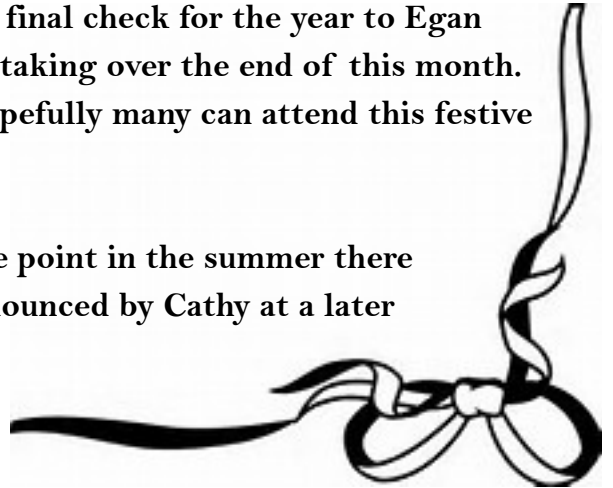 final check for the year to Egan
taking over the end of this month.
pefully many can attend this festive
e point in the summer there
ounced by Cathy at a later